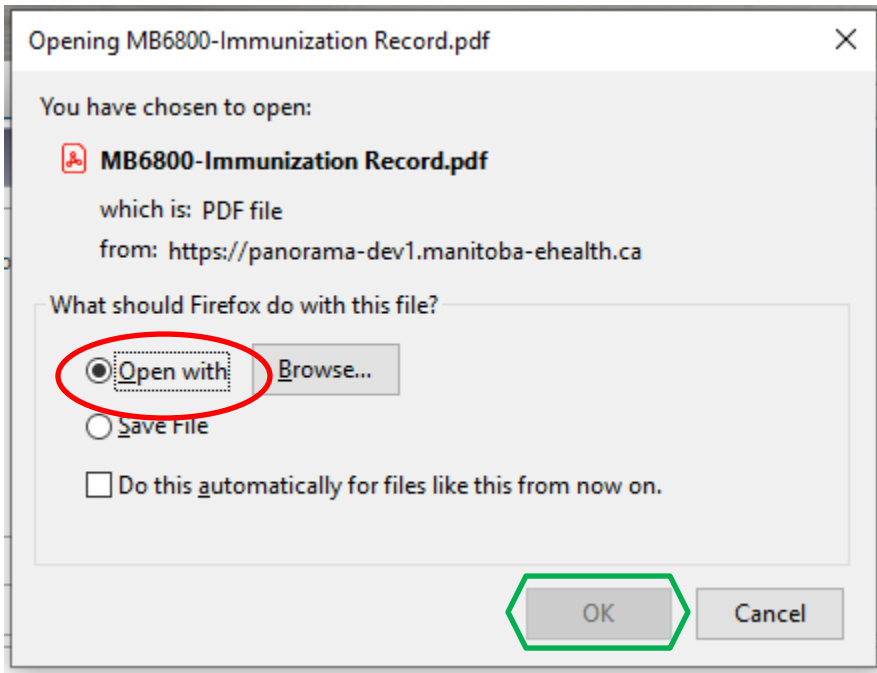 Opening MB6800-Immunization Record.pdf
You have chosen to open:
MB6800-Immunization Record.pdf
which is: PDF file
from: https://panorama-dev1.manitoba-ehealth.ca
What should Firefox do with this file?
Open with Browse...
Save File
Do this automatically for files like this from now on.
OK Cancel